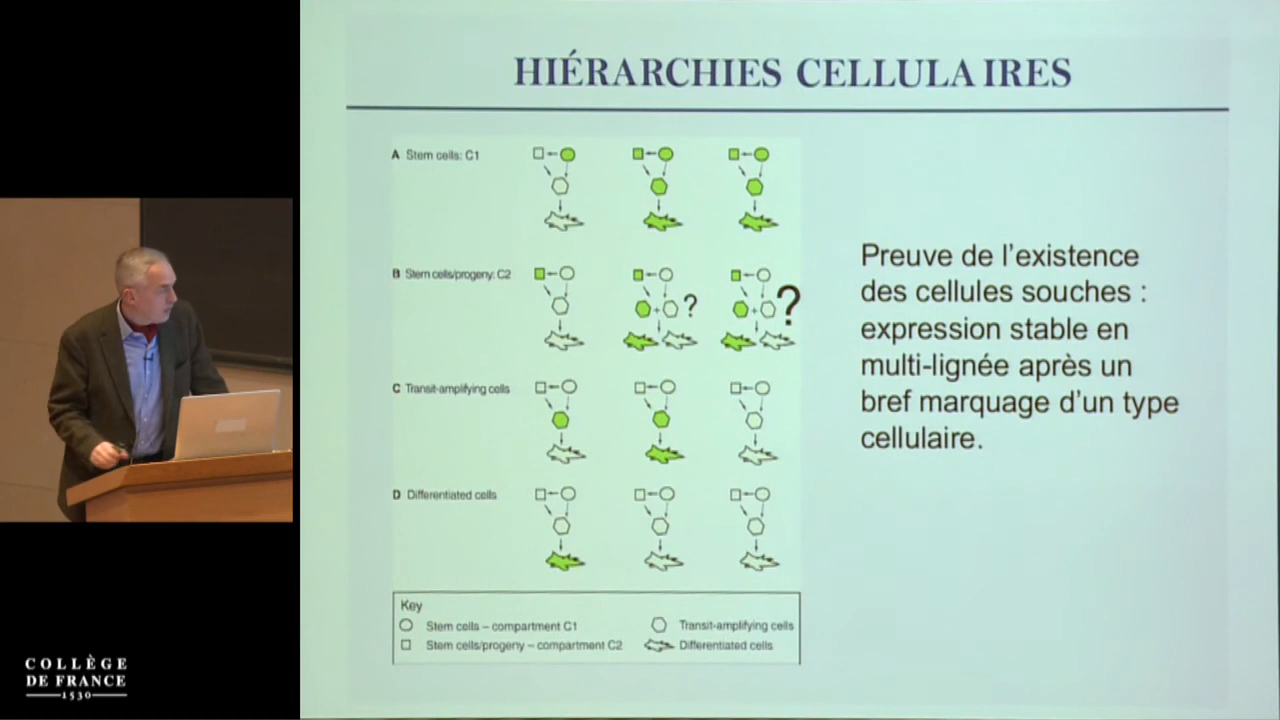 HIÉRARCHIES CELLULAIRES
A Stem cells: C1
B Stem cells/progeny: C2
?
?
C Transit-amplifying cells
D Differentiated cells
Key
Stem cells – compartment C1
Transit-amplifying cells
Stem cells/progeny – compartment C2
Differentiated cells
Preuve de l'existence
des cellules souches :
expression stable en
multi-lignée après un
bref marquage d'un type
cellulaire.
COLLÈGE
DE FRANCE
1530